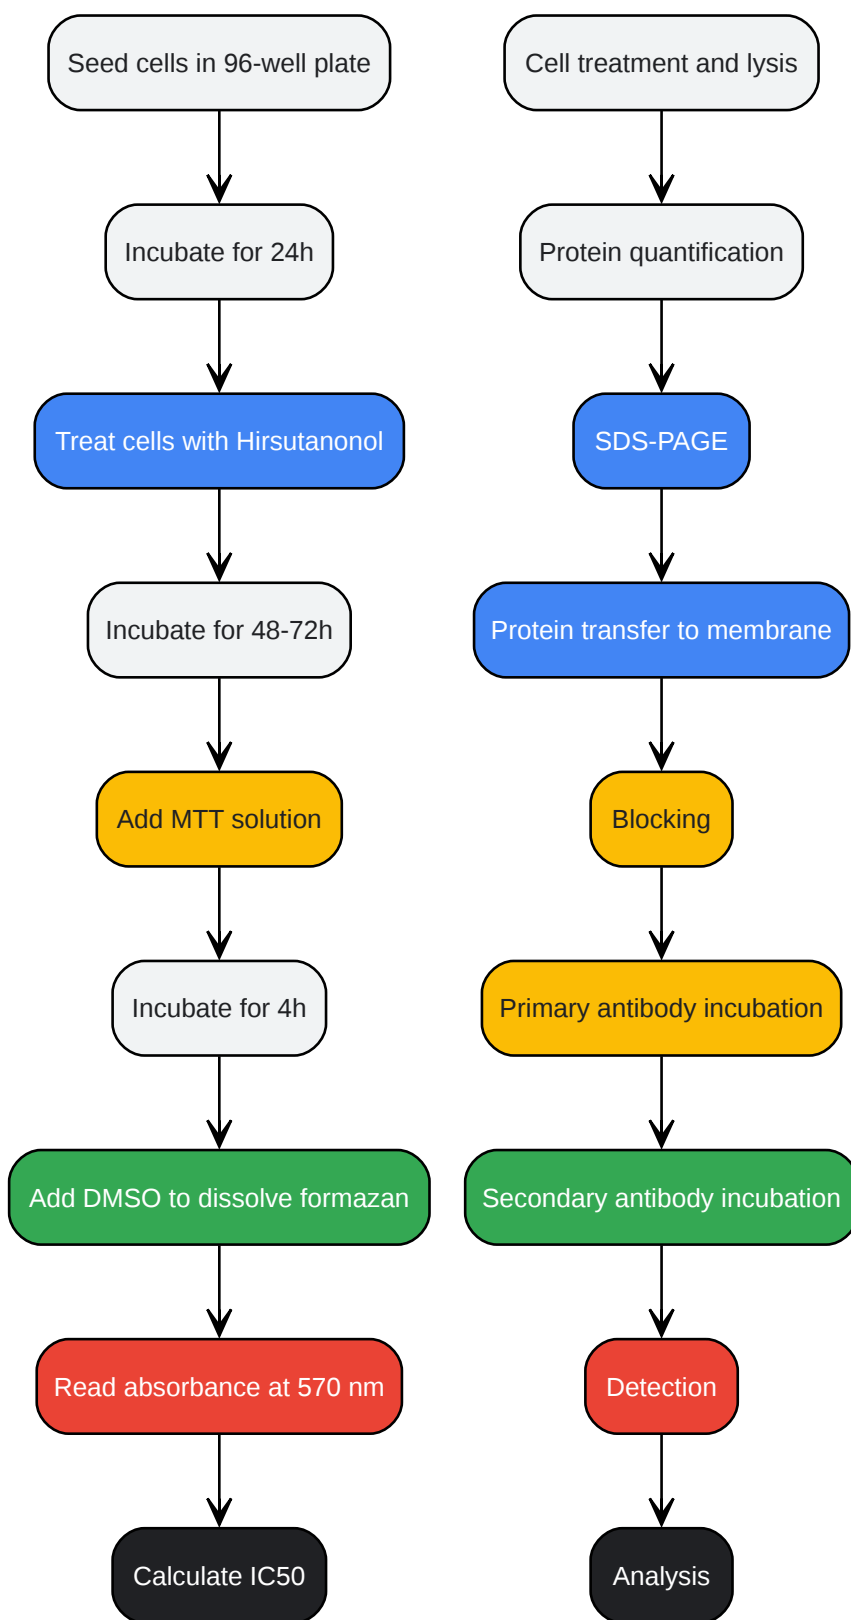 Seed cells in 96-well plate
Incubate for 24h
Treat cells with Hirsutanonol
Incubate for 48-72h
Add MTT solution
Incubate for 4h
Add DMSO to dissolve formazan
Read absorbance at 570 nm
Calculate IC50
Cell treatment and lysis
Protein quantification
SDS-PAGE
Protein transfer to membrane
Blocking
Primary antibody incubation
Secondary antibody incubation
Detection
Analysis